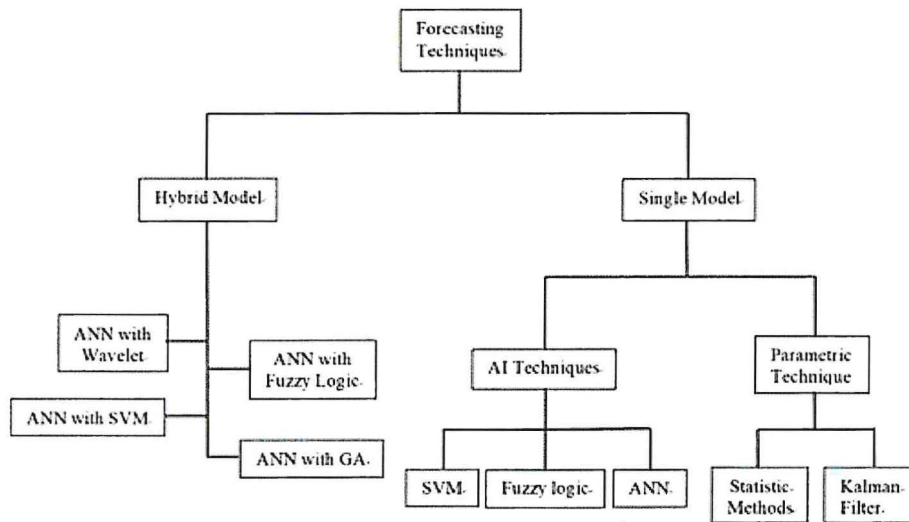 Forecasting
Techniques
Hybrid Model
Single Model
ANN with
Wavelet
ANN with
Fuzzy Logic
ANN with SVM
ANN with GA
AI Techniques
Parametric
Technique
SVM
Fuzzy logic
ANN
Statistic
Methods
Kalman
Filter